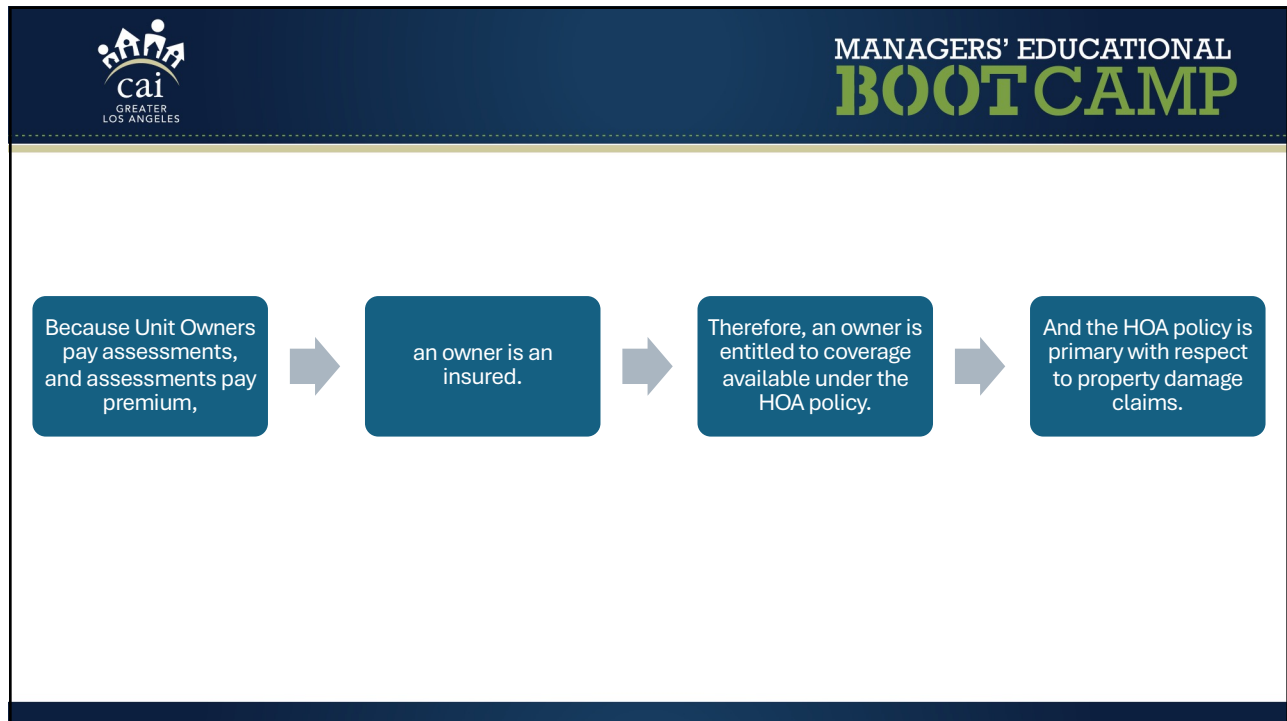 cai
GREATER
LOS ANGELES
MANAGERS' EDUCATIONAL
BOOTCAMP
Because Unit Owners
pay assessments,
and assessments pay
premium,
an owner is an
insured.
Therefore, an owner is
entitled to coverage
available under the
HOA policy.
And the HOA policy is
primary with respect
to property damage
claims.